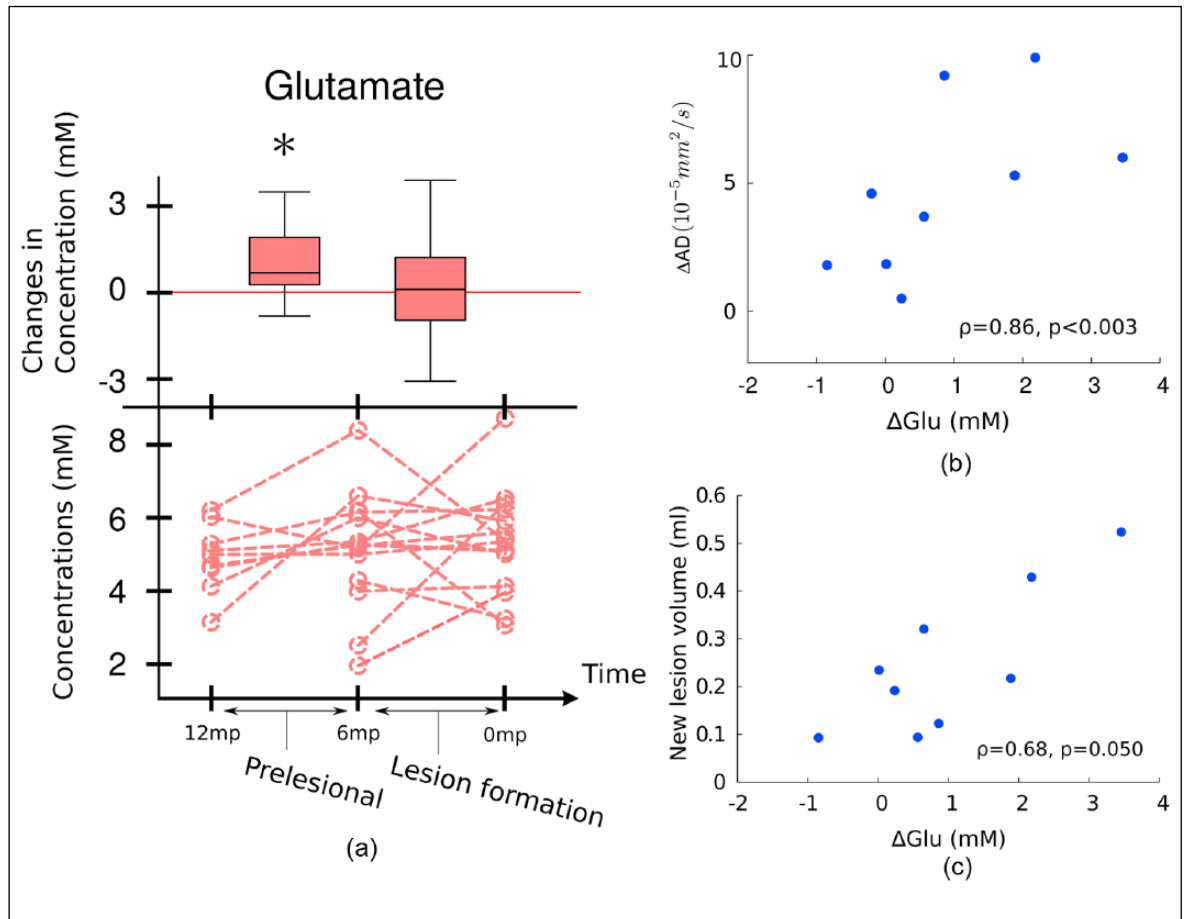 Glutamate
*
Changes in
Concentration (mM)
3
0
-3
Concentrations (mM)
8
6
4
2
Time
12mp
6mp
0mp
Prelesional
Lesion formation
(a)
ΔAD(10⁻⁵mm²/s)
10
5
0
ρ=0.86, p<0.003
-2
-1
0
1
2
3
4
ΔGlu (mM)
(b)
New lesion volume (ml)
0.6
0.5
0.4
0.3
0.2
0.1
0
ρ=0.68, p=0.050
-2
-1
0
1
2
3
4
ΔGlu (mM)
(c)